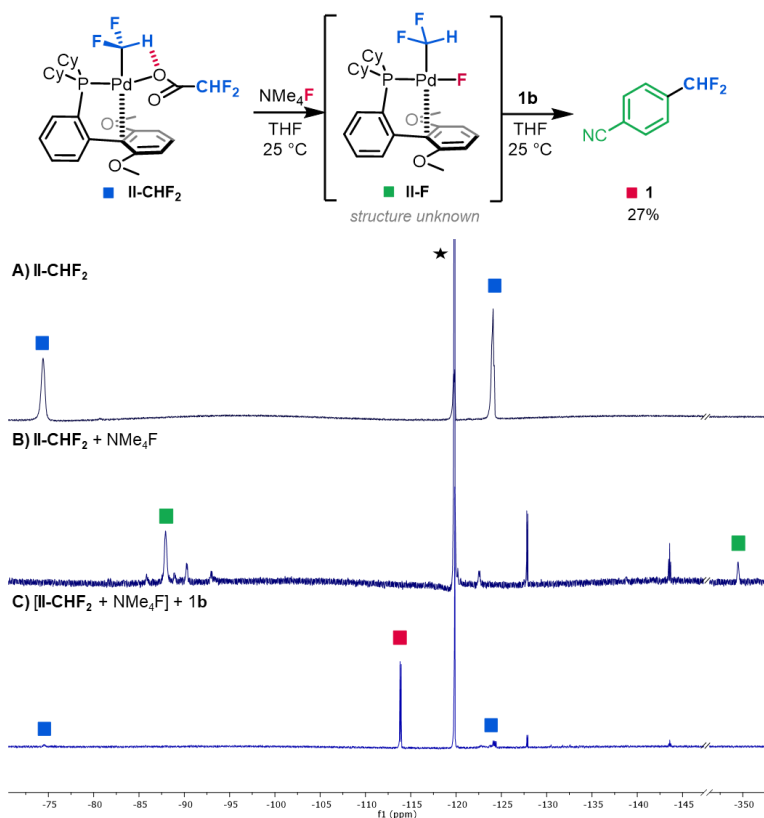 F
F
H
Cy
Cy
P
Pd
O
O
CHF₂
O
O
II-CHF₂
NMe₄F
THF
25 °C
F
F
H
Cy
Cy
P
Pd
F
O
O
II-F
structure unknown
1b
THF
25 °C
CHF₂
NC
1
27%
A) II-CHF₂
B) II-CHF₂ + NMe₄F
C) [II-CHF₂ + NMe₄F] + 1b
-75 -80 -85 -90 -95 -100 -105 -110 -115 -120 -125 -130 -135 -140 -145 -350
f1 (ppm)